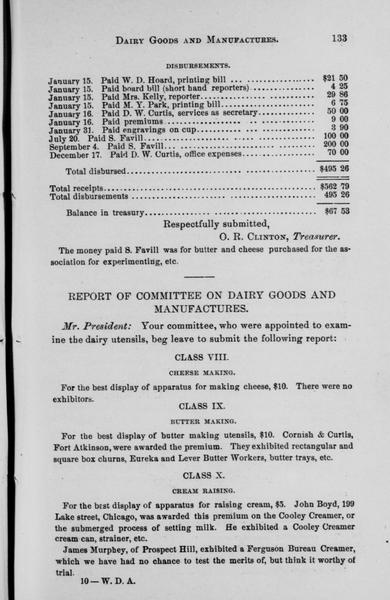 DAIRY GOODS AND MANUFACTURES. 133
DISBURSEMENTS.
January 15. Paid W. D. Hoard, printing bill ... $21 50
January 15. Paid board bill (short hand reporters) ... 4 25
January 15. Paid Mrs. Kelly, reporter ... 29 86
January 15. Paid M. Y. Park, printing bill ... 6 75
January 16. Paid D. W. Curtis, services as secretary ... 50 00
January 16. Paid premiums ... 9 00
January 31. Paid engravings on cup ... 3 90
July 20. Paid S. Favill ... 100 00
September 4. Paid S. Favill ... 200 00
December 17. Paid D. W. Curtis, office expenses ... 70 00
Total disbursed ... $495 26
Total receipts ... $562 79
Total disbursements ... 495 26
Balance in treasury ... $67 53
Respectfully submitted,
O. R. CLINTON, Treasurer.
The money paid S. Favill was for butter and cheese purchased for the as-
sociation for experimenting, etc.
REPORT OF COMMITTEE ON DAIRY GOODS AND
MANUFACTURES.
Mr. President: Your committee, who were appointed to exam-
ine the dairy utensils, beg leave to submit the following report:
CLASS VIII.
CHEESE MAKING.
For the best display of apparatus for making cheese, $10. There were no
exhibitors.
CLASS IX.
BUTTER MAKING.
For the best display of butter making utensils, $10. Cornish & Curtis,
Fort Atkinson, were awarded the premium. They exhibited rectangular and
square box churns, Eureka and Lever Butter Workers, butter trays, etc.
CLASS X.
CREAM RAISING.
For the best display of apparatus for raising cream, $5. John Boyd, 199
Lake street, Chicago, was awarded this premium on the Cooley Creamer, or
the submerged process of setting milk. He exhibited a Cooley Creamer
cream can, strainer, etc.
James Murphey, of Prospect Hill, exhibited a Ferguson Bureau Creamer,
which we have had no chance to test the merits of, but think it worthy of
trial.
10—W. D. A.